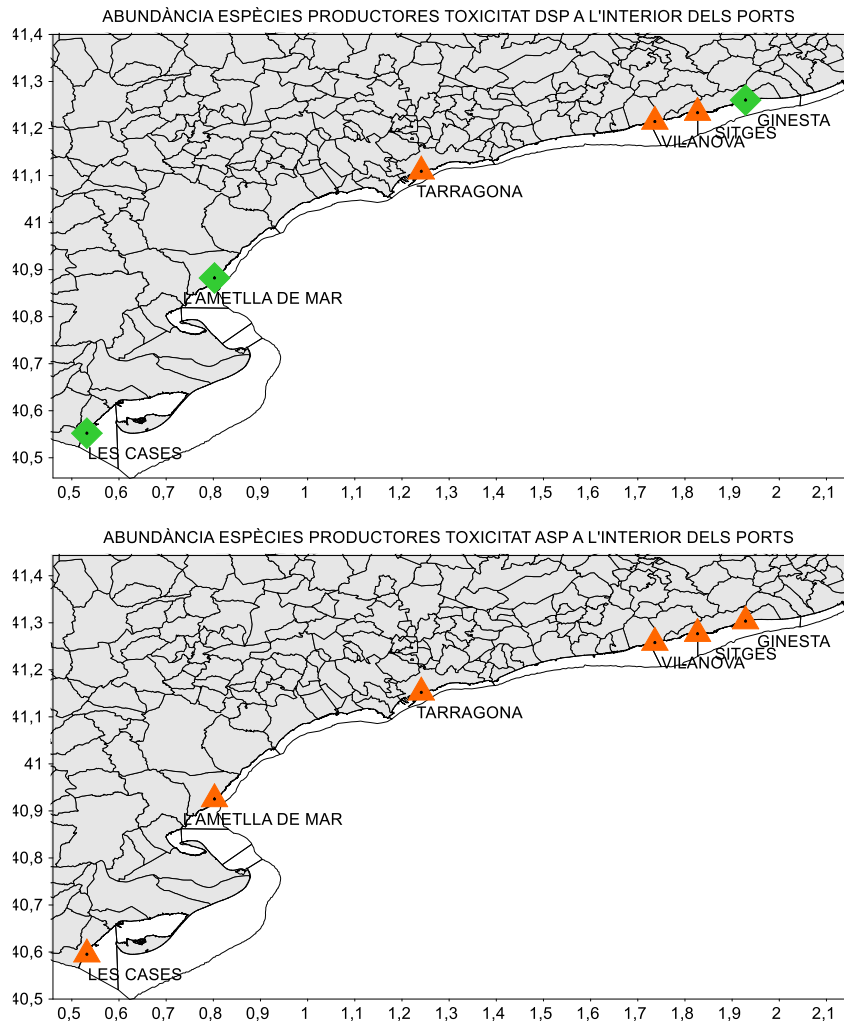 ABUNDÀNCIA ESPÈCIES PRODUCTORES TOXICITAT DSP A L'INTERIOR DELS PORTS
41,4
41,3
41,2
41,1
41
40,9
40,8
40,7
40,6
40,5
GINESTA
SITGES
VILANOVA
TARRAGONA
L'AMETLLA DE MAR
LES CASES
0,5 0,6 0,7 0,8 0,9 1 1,1 1,2 1,3 1,4 1,5 1,6 1,7 1,8 1,9 2 2,1
ABUNDÀNCIA ESPÈCIES PRODUCTORES TOXICITAT ASP A L'INTERIOR DELS PORTS
41,4
41,3
41,2
41,1
41
40,9
40,8
40,7
40,6
40,5
GINESTA
SITGES
VILANOVA
TARRAGONA
L'AMETLLA DE MAR
LES CASES
0,5 0,6 0,7 0,8 0,9 1 1,1 1,2 1,3 1,4 1,5 1,6 1,7 1,8 1,9 2 2,1